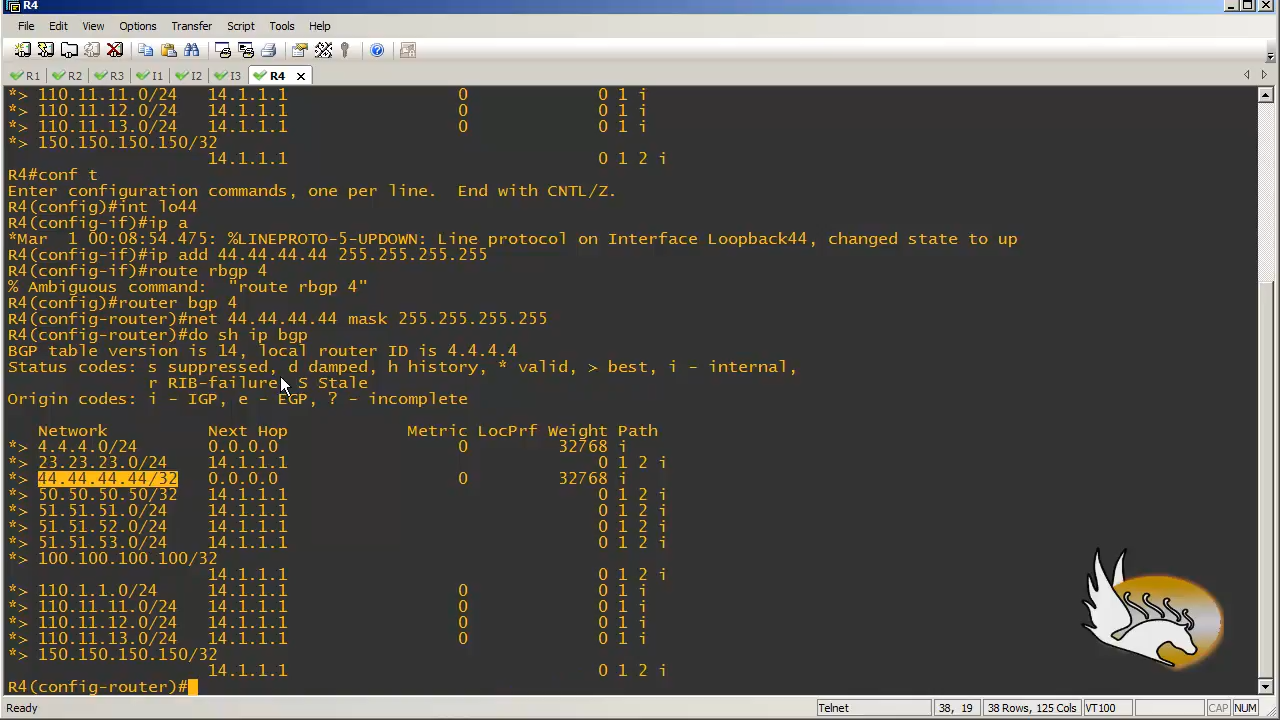 R4
File Edit View Options Transfer Script Tools Help
R1 R2 R3 I1 I2 I3 R4
*> 110.11.11.0/24 14.1.1.1 0 0 1 i
*> 110.11.12.0/24 14.1.1.1 0 0 1 i
*> 110.11.13.0/24 14.1.1.1 0 0 1 i
*> 150.150.150.150/32
14.1.1.1 0 1 2 i
R4#conf t
Enter configuration commands, one per line. End with CNTL/Z.
R4(config)#int lo44
R4(config-if)#ip a
*Mar 1 00:08:54.475: %LINEPROTO-5-UPDOWN: Line protocol on Interface Loopback44, changed state to up
R4(config-if)#ip add 44.44.44.44 255.255.255.255
R4(config-if)#route rbgp 4
% Ambiguous command: "route rbgp 4"
R4(config)#router bgp 4
R4(config-router)#net 44.44.44.44 mask 255.255.255.255
R4(config-router)#do sh ip bgp
BGP table version is 14, local router ID is 4.4.4.4
Status codes: s suppressed, d damped, h history, * valid, > best, i - internal,
r RIB-failure, S Stale
Origin codes: i - IGP, e - EGP, ? - incomplete
Network Next Hop Metric LocPrf Weight Path
*> 4.4.4.0/24 0.0.0.0 0 32768 i
*> 23.23.23.0/24 14.1.1.1 0 1 2 i
*> 44.44.44.44/32 0.0.0.0 0 32768 i
*> 50.50.50.50/32 14.1.1.1 0 1 2 i
*> 51.51.51.0/24 14.1.1.1 0 1 2 i
*> 51.51.52.0/24 14.1.1.1 0 1 2 i
*> 51.51.53.0/24 14.1.1.1 0 1 2 i
*> 100.100.100.100/32
14.1.1.1 0 1 2 i
*> 110.1.1.0/24 14.1.1.1 0 0 1 i
*> 110.11.11.0/24 14.1.1.1 0 0 1 i
*> 110.11.12.0/24 14.1.1.1 0 0 1 i
*> 110.11.13.0/24 14.1.1.1 0 0 1 i
*> 150.150.150.150/32
14.1.1.1 0 1 2 i
R4(config-router)#
Ready Telnet 38, 19 38 Rows, 125 Cols VT100 CAP NUM